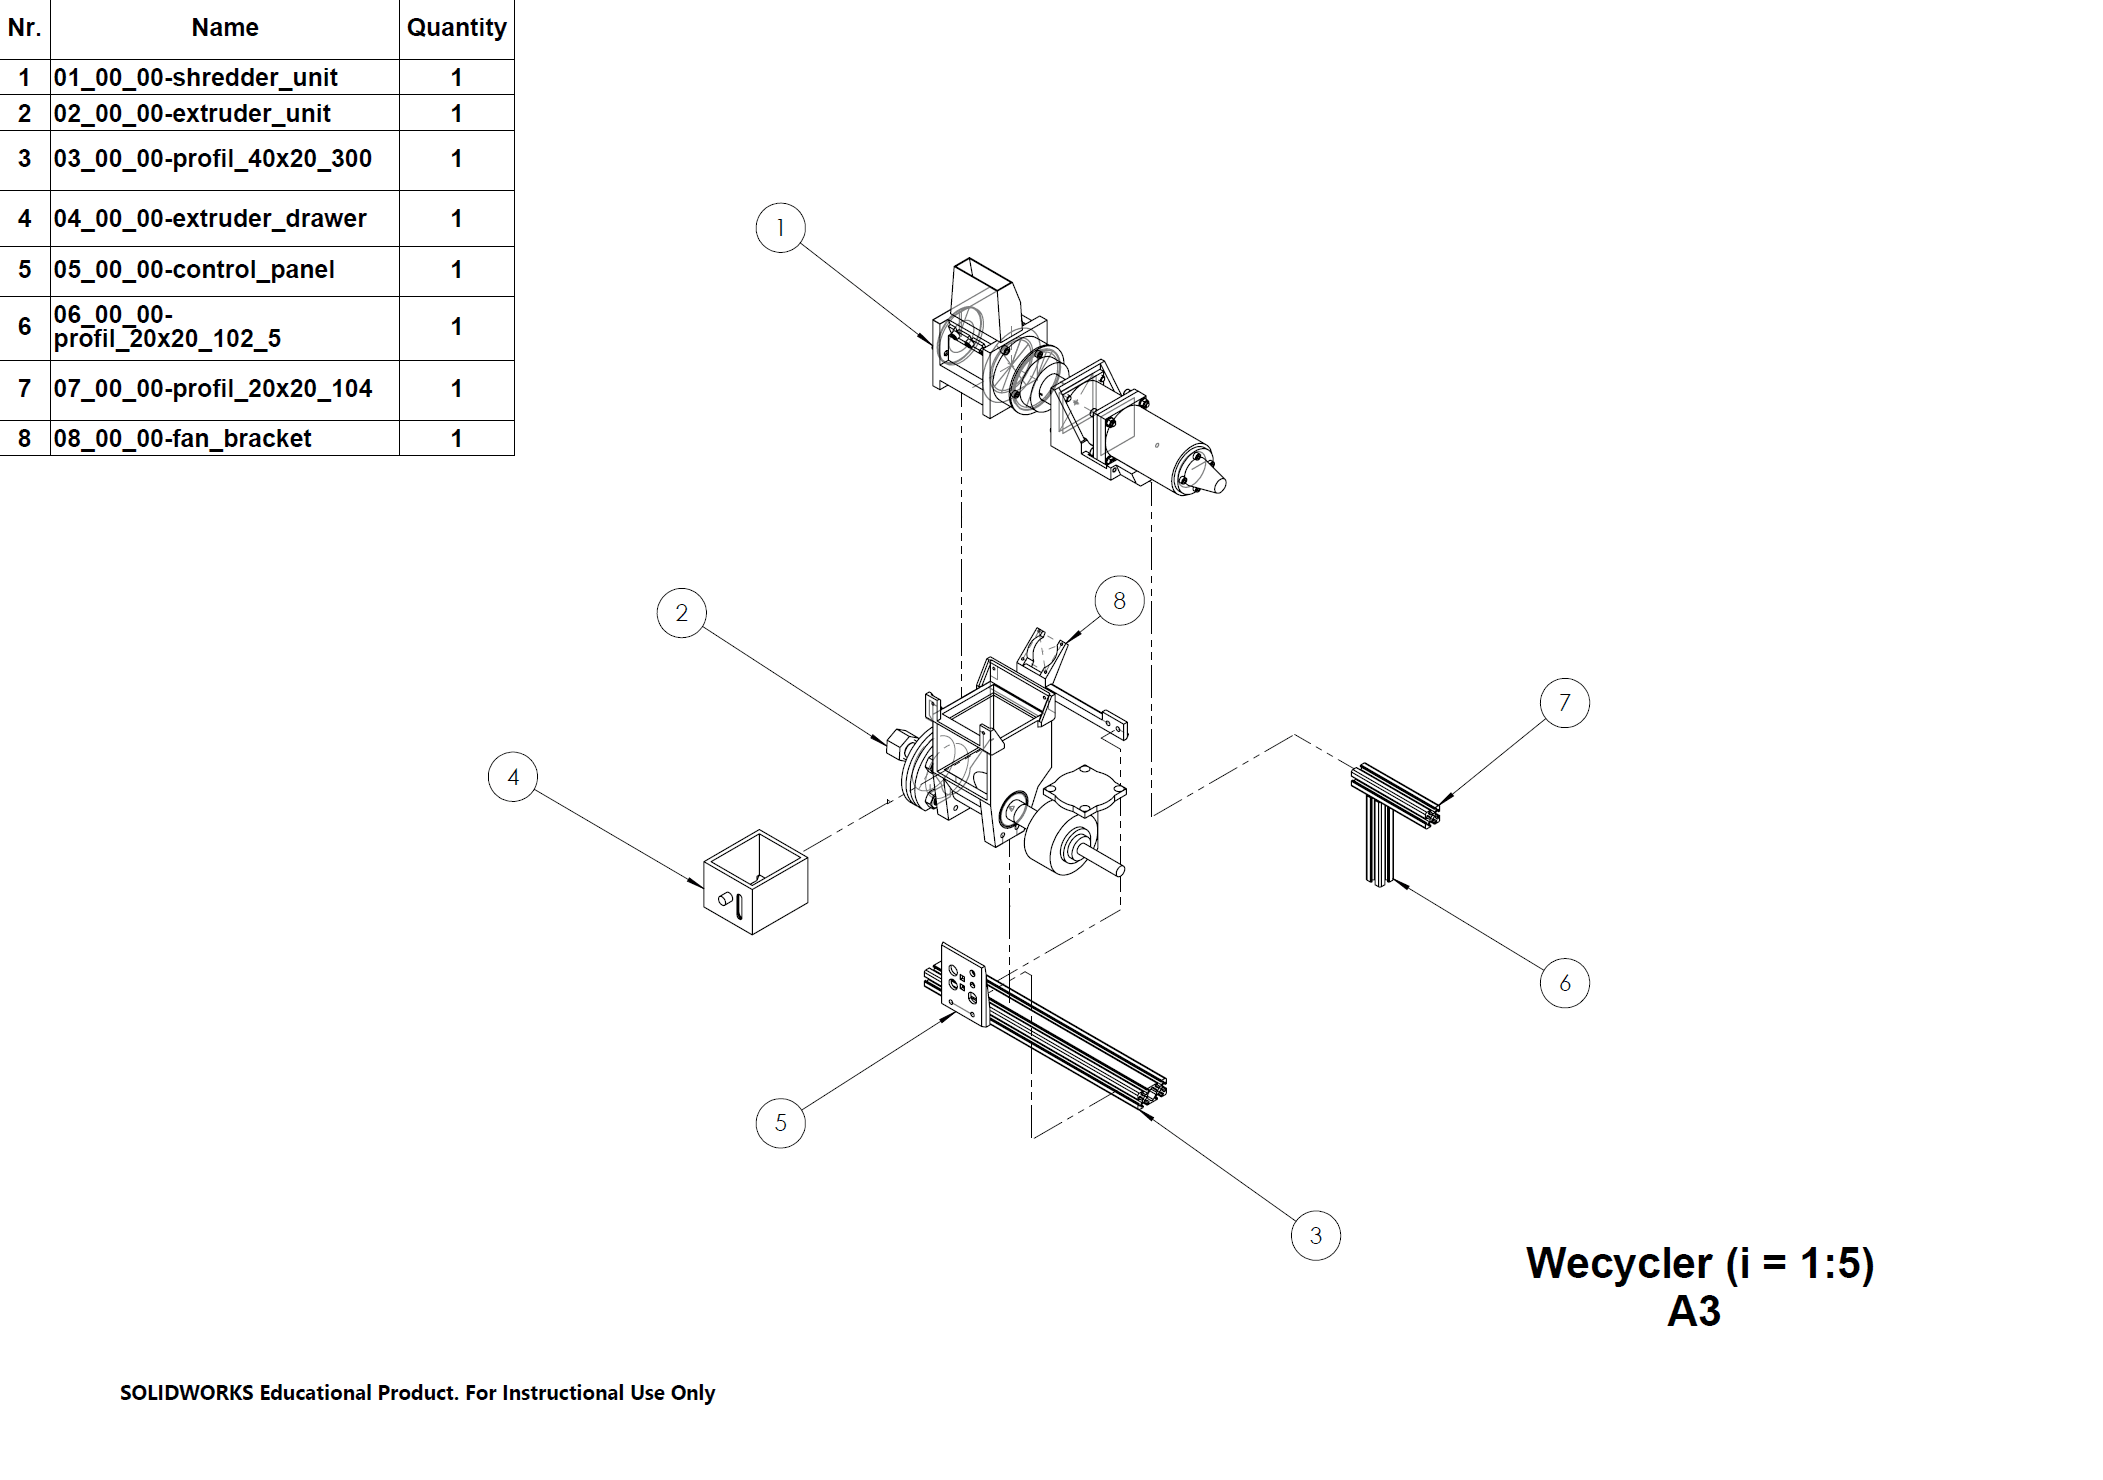 Nr. Name Quantity
1 01_00_00-shredder_unit 1
2 02_00_00-extruder_unit 1
3 03_00_00-profil_40x20_300 1
4 04_00_00-extruder_drawer 1
5 05_00_00-control_panel 1
6 06_00_00-
profil_20x20_102_5 1
7 07_00_00-profil_20x20_104 1
8 08_00_00-fan_bracket 1
1
8
2
7
4
6
5
3
Wecycler (i = 1:5)
A3
SOLIDWORKS Educational Product. For Instructional Use Only